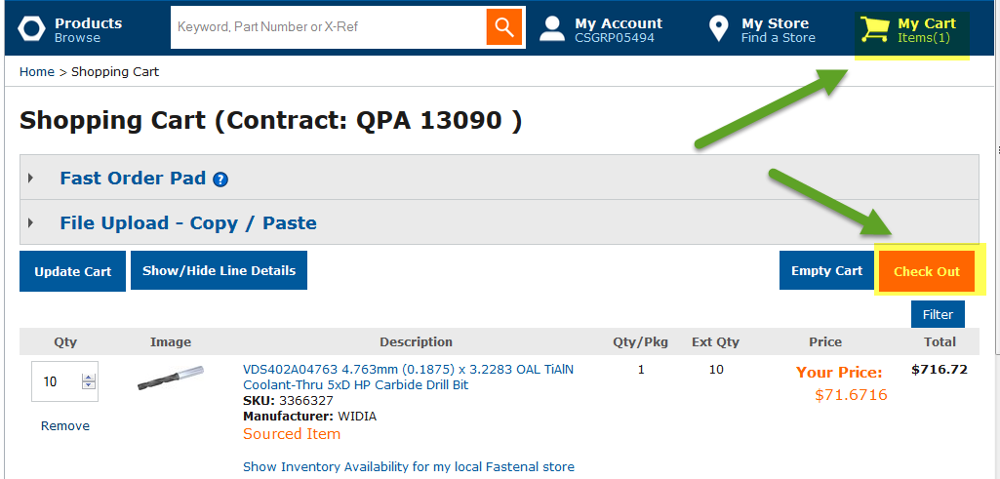 Products
Browse
Keyword, Part Number or X-Ref
My Account
CSGRP05494
My Store
Find a Store
My Cart
Items(1)
Home > Shopping Cart
Shopping Cart (Contract: QPA 13090 )
Fast Order Pad ?
File Upload - Copy / Paste
Update Cart
Show/Hide Line Details
Empty Cart
Check Out
Filter
Qty Image Description Qty/Pkg Ext Qty Price Total
10
VDS402A04763 4.763mm (0.1875) x 3.2283 OAL TiAlN
Coolant-Thru 5xD HP Carbide Drill Bit
SKU: 3366327
Manufacturer: WIDIA
Sourced Item
Show Inventory Availability for my local Fastenal store
1
10
Your Price:
$71.6716
$716.72
Remove